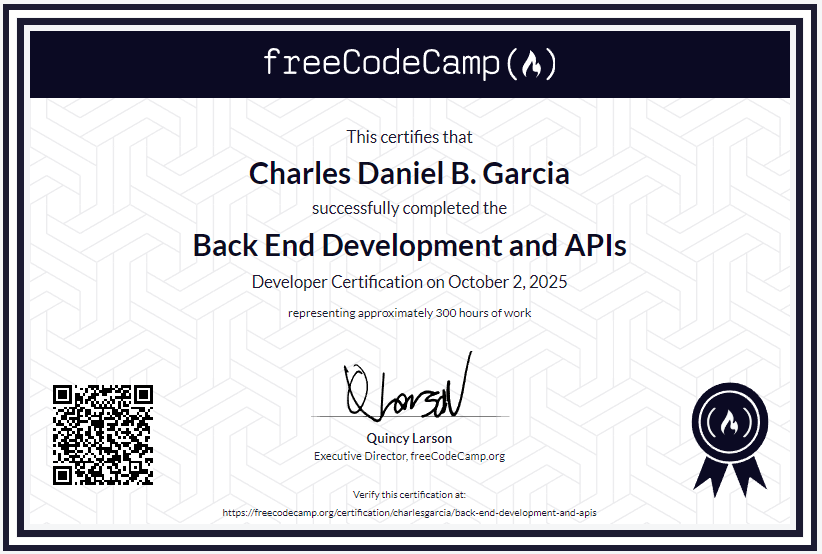 freeCodeCamp(🔥)
This certifies that
Charles Daniel B. Garcia
successfully completed the
Back End Development and APIs
Developer Certification on October 2, 2025
representing approximately 300 hours of work
Q Larson
Quincy Larson
Executive Director, freeCodeCamp.org
Verify this certification at:
https://freecodecamp.org/certification/charlesgarcia/back-end-development-and-apis